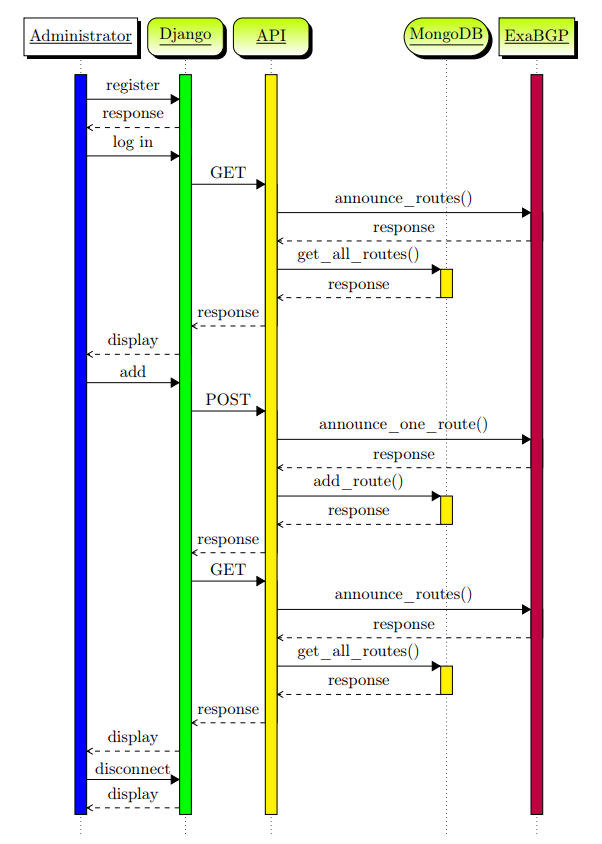 Administrator Django API MongoDB ExaBGP
register
response
log in
GET
announce_routes()
response
get_all_routes()
response
response
display
add
POST
announce_one_route()
response
add_route()
response
response
GET
announce_routes()
response
get_all_routes()
response
response
display
disconnect
display